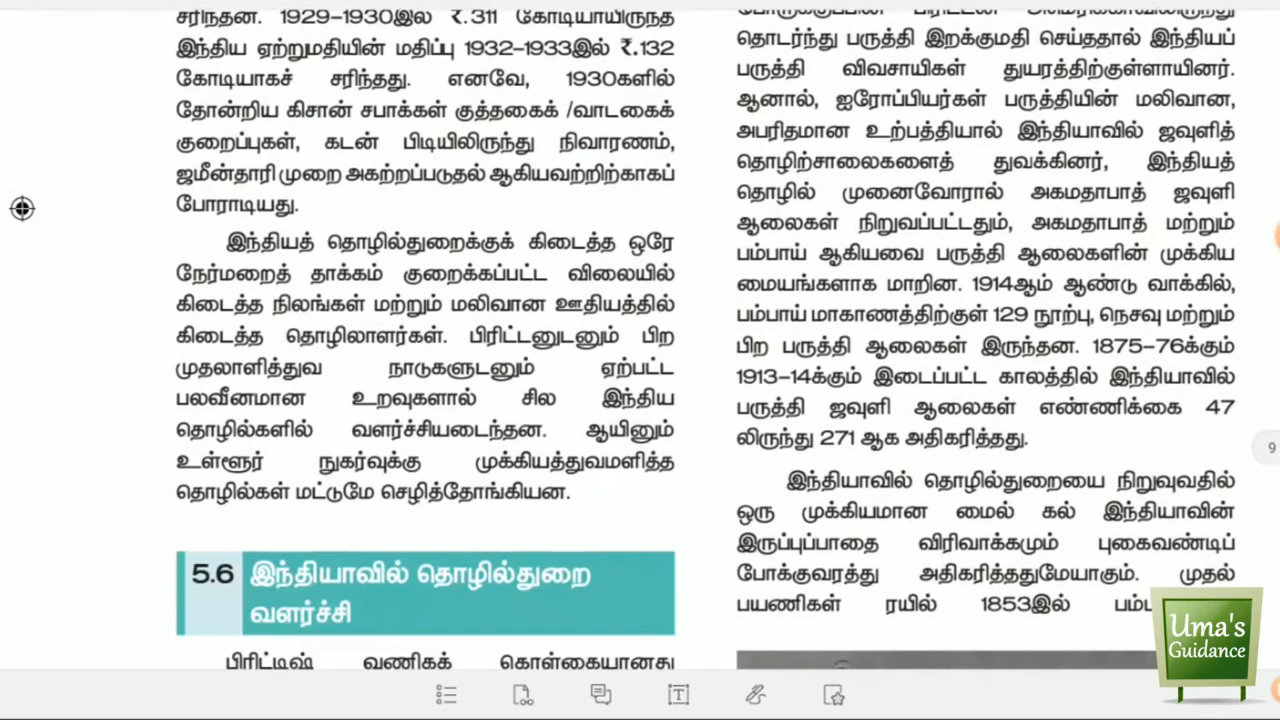 சரிந்தன. 1929–1930இல் ₹.311 கோடியாயிருந்த
இந்திய ஏற்றுமதியின் மதிப்பு 1932–1933இல் ₹.132
கோடியாகச் சரிந்தது. எனவே, 1930களில்
தோன்றிய கிசான் சபாக்கள் குத்தகைக் /வாடகைக்
குறைப்புகள், கடன் பிடியிலிருந்து நிவாரணம்,
ஜமீன்தாரி முறை அகற்றப்படுதல் ஆகியவற்றிற்காகப்
போராடியது.
இந்தியத் தொழில்துறைக்குக் கிடைத்த ஒரே
நேர்மறைத் தாக்கம் குறைக்கப்பட்ட விலையில்
கிடைத்த நிலங்கள் மற்றும் மலிவான ஊதியத்தில்
கிடைத்த தொழிலாளர்கள். பிரிட்டனுடனும் பிற
முதலாளித்துவ நாடுகளுடனும் ஏற்பட்ட
பலவீனமான உறவுகளால் சில இந்திய
தொழில்களில் வளர்ச்சியடைந்தன. ஆயினும்
உள்ளூர் நுகர்வுக்கு முக்கியத்துவமளித்த
தொழில்கள் மட்டுமே செழித்தோங்கியன.
5.6 இந்தியாவில் தொழில்துறை
வளர்ச்சி
பிரிட்டிஷ் வணிகக் கொள்கையானது
தொடர்ந்து பருத்தி இறக்குமதி செய்ததால் இந்தியப்
பருத்தி விவசாயிகள் துயரத்திற்குள்ளாயினர்.
ஆனால், ஐரோப்பியர்கள் பருத்தியின் மலிவான,
அபரிதமான உற்பத்தியால் இந்தியாவில் ஜவுளித்
தொழிற்சாலைகளைத் துவக்கினர், இந்தியத்
தொழில் முனைவோரால் அகமதாபாத் ஜவுளி
ஆலைகள் நிறுவப்பட்டதும், அகமதாபாத் மற்றும்
பம்பாய் ஆகியவை பருத்தி ஆலைகளின் முக்கிய
மையங்களாக மாறின. 1914ஆம் ஆண்டு வாக்கில்,
பம்பாய் மாகாணத்திற்குள் 129 நூற்பு, நெசவு மற்றும்
பிற பருத்தி ஆலைகள் இருந்தன. 1875–76க்கும்
1913–14க்கும் இடைப்பட்ட காலத்தில் இந்தியாவில்
பருத்தி ஜவுளி ஆலைகள் எண்ணிக்கை 47
லிருந்து 271 ஆக அதிகரித்தது.
இந்தியாவில் தொழில்துறையை நிறுவுவதில்
ஒரு முக்கியமான மைல் கல் இந்தியாவின்
இருப்புப்பாதை விரிவாக்கமும் புகைவண்டிப்
போக்குவரத்து அதிகரித்ததுமேயாகும். முதல்
பயணிகள் ரயில் 1853இல்
9
Uma's
Guidance